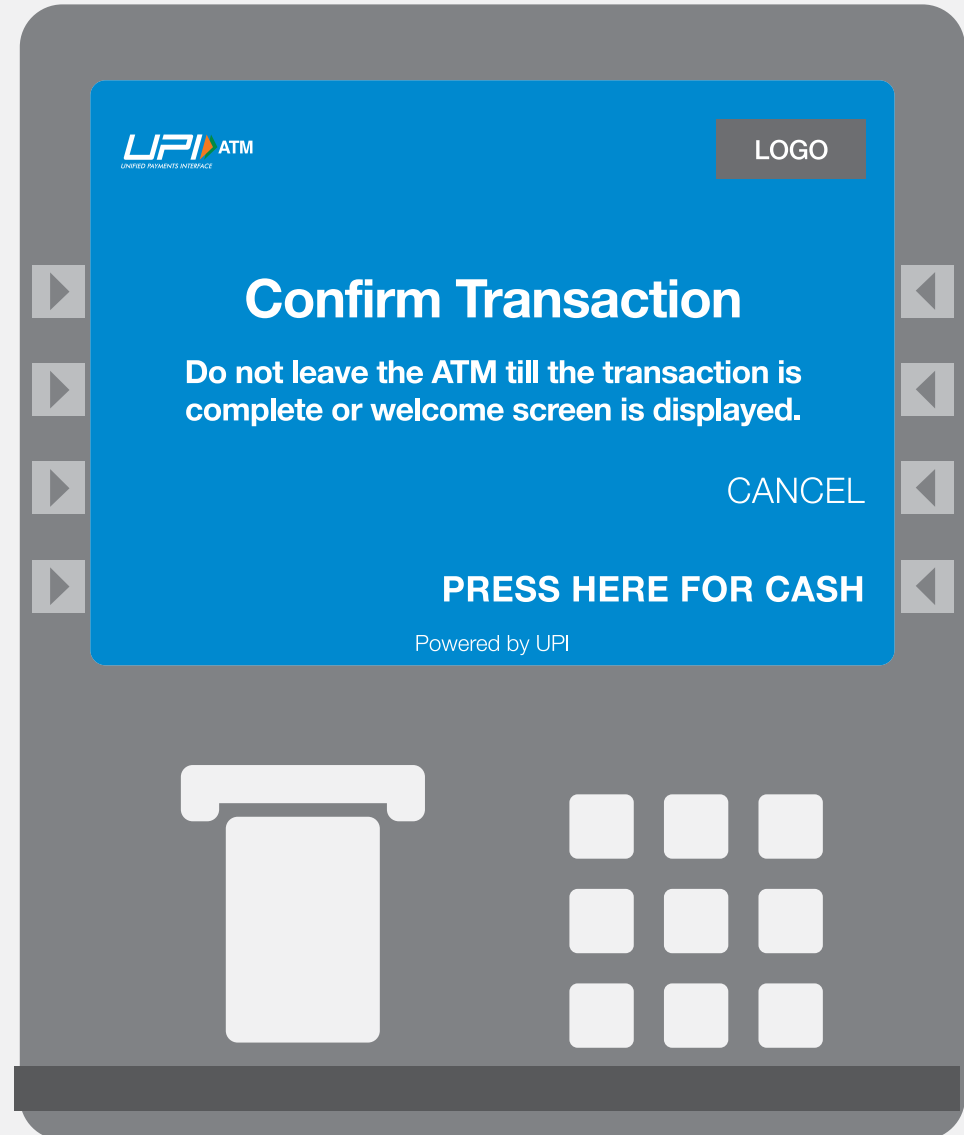 UPI ATM
UNIFIED PAYMENTS INTERFACE
LOGO
Confirm Transaction
Do not leave the ATM till the transaction is
complete or welcome screen is displayed.
CANCEL
PRESS HERE FOR CASH
Powered by UPI